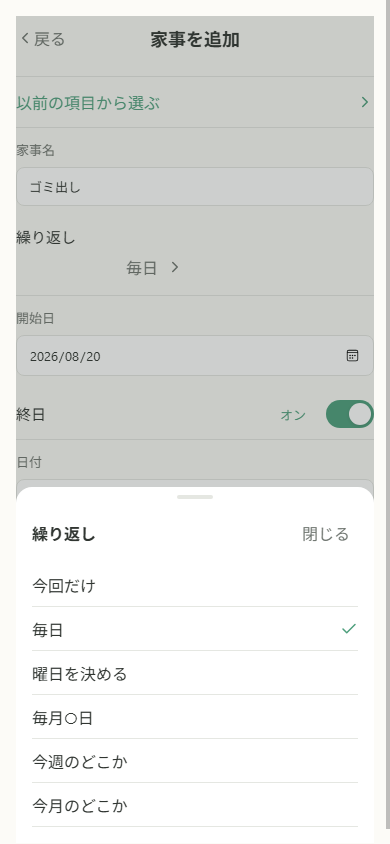 戻る 家事を追加
以前の項目から選ぶ
家事名
ゴミ出し
繰り返し
毎日
開始日
2026/08/20
終日 オン
日付
繰り返し 閉じる
今回だけ
毎日
曜日を決める
毎月○日
今週のどこか
今月のどこか